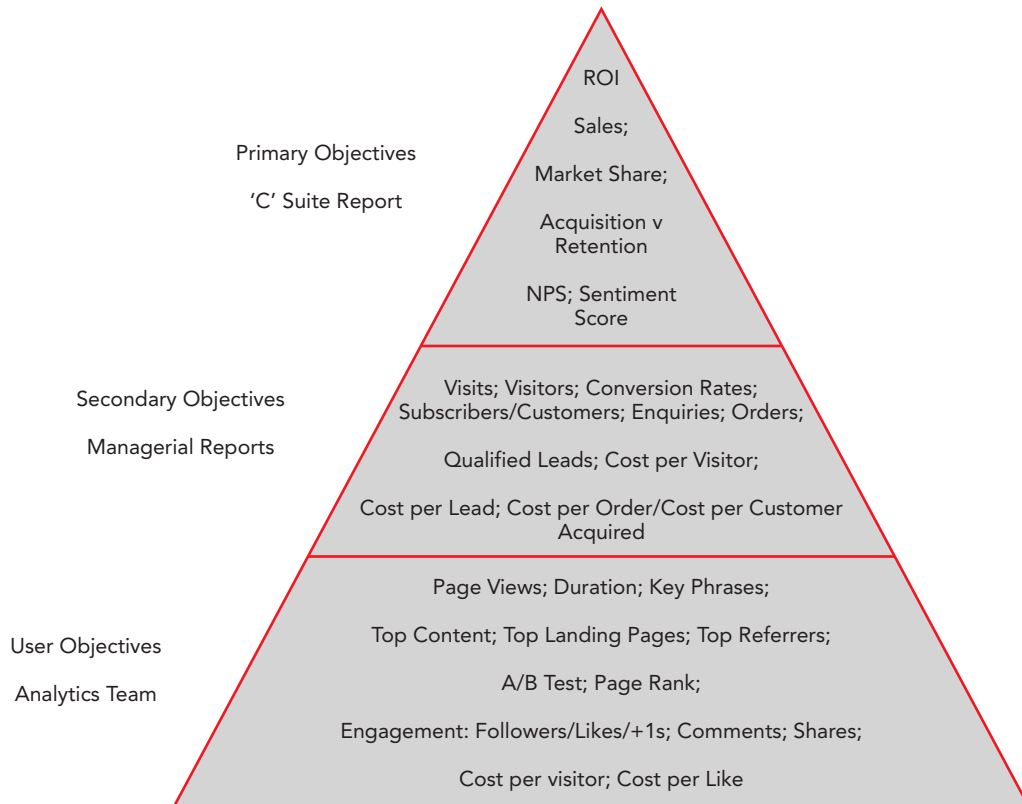 ROI
Sales;
Primary Objectives
Market Share;
‘C’ Suite Report
Acquisition v
Retention
NPS; Sentiment
Score
Secondary Objectives
Managerial Reports
Visits; Visitors; Conversion Rates;
Subscribers/Customers; Enquiries; Orders;
Qualified Leads; Cost per Visitor;
Cost per Lead; Cost per Order/Cost per Customer
Acquired
User Objectives
Analytics Team
Page Views; Duration; Key Phrases;
Top Content; Top Landing Pages; Top Referrers;
A/B Test; Page Rank;
Engagement: Followers/Likes/+1s; Comments; Shares;
Cost per visitor; Cost per Like